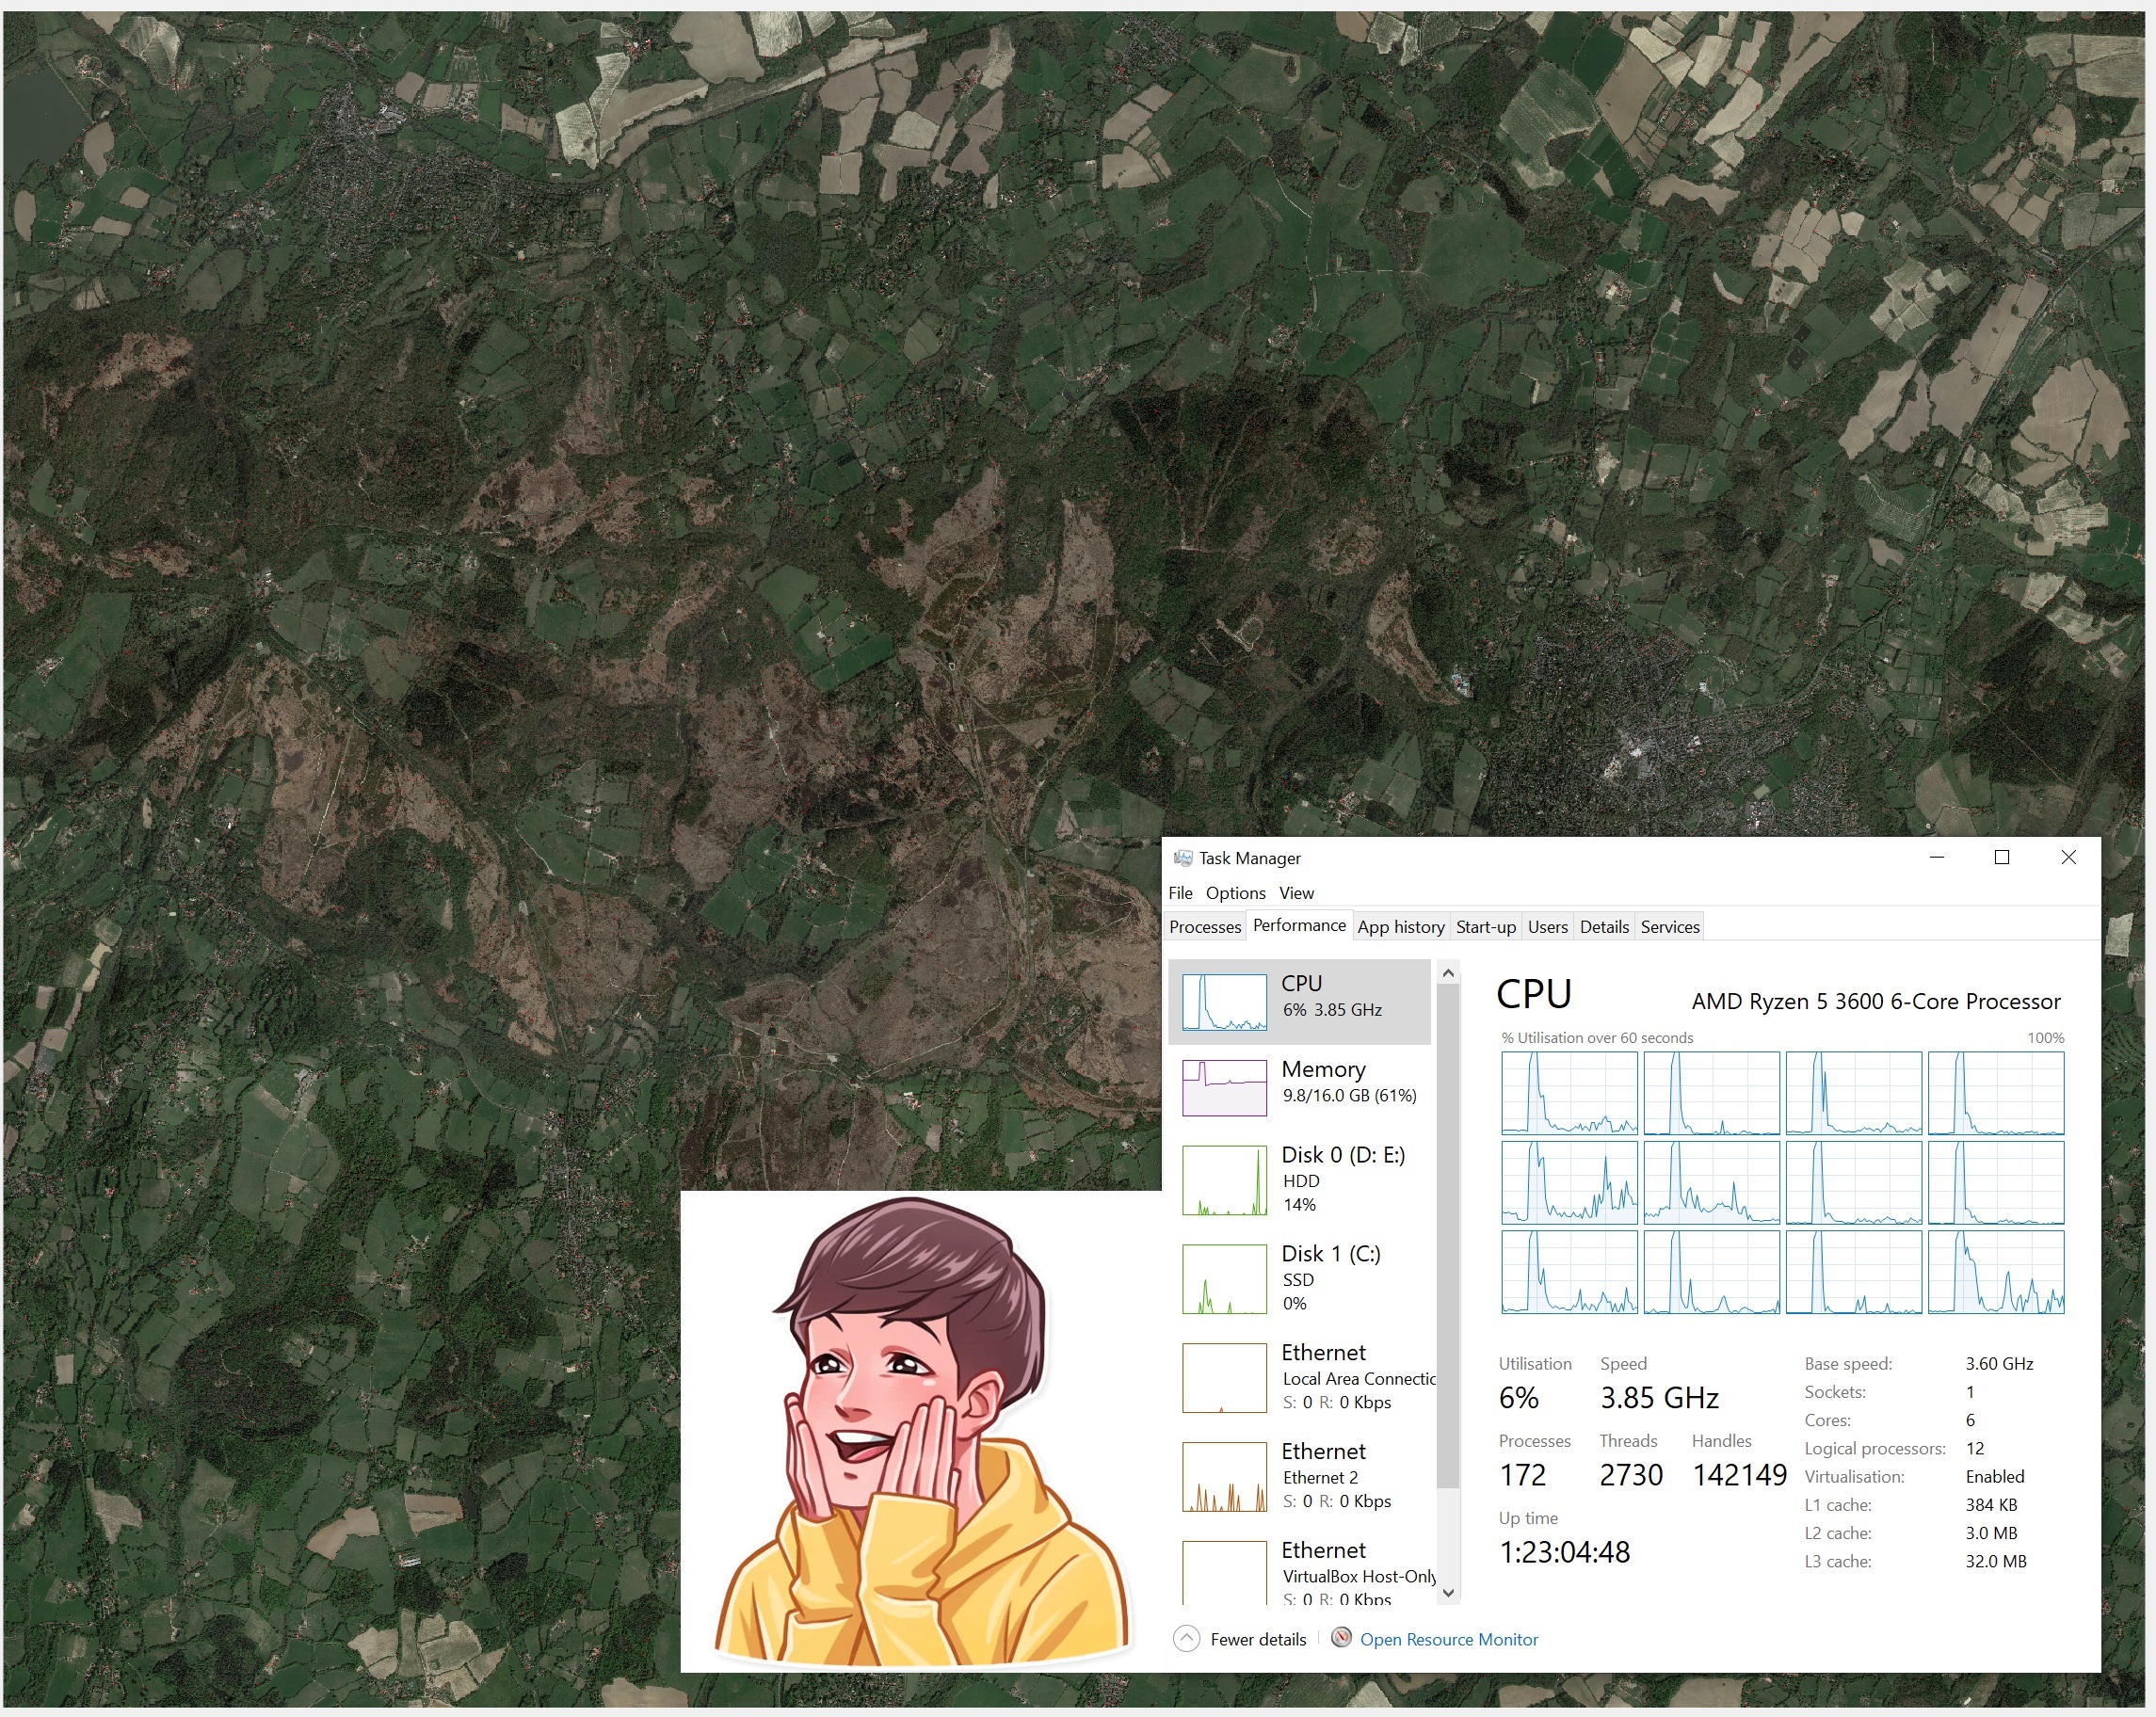 Task Manager
File Options View
Processes Performance App history Start-up Users Details Services
CPU
6% 3.85 GHz
Memory
9.8/16.0 GB (61%)
Disk 0 (D: E:)
HDD
14%
Disk 1 (C:)
SSD
0%
Ethernet
Local Area Connectic
S: 0 R: 0 Kbps
Ethernet
Ethernet 2
S: 0 R: 0 Kbps
Ethernet
VirtualBox Host-Only
S: 0 R: 0 Kbps
CPU
AMD Ryzen 5 3600 6-Core Processor
% Utilisation over 60 seconds 100%
Utilisation Speed
6% 3.85 GHz
Processes Threads Handles
172 2730 142149
Up time
1:23:04:48
Base speed: 3.60 GHz
Sockets: 1
Cores: 6
Logical processors: 12
Virtualisation: Enabled
L1 cache: 384 KB
L2 cache: 3.0 MB
L3 cache: 32.0 MB
Fewer details Open Resource Monitor